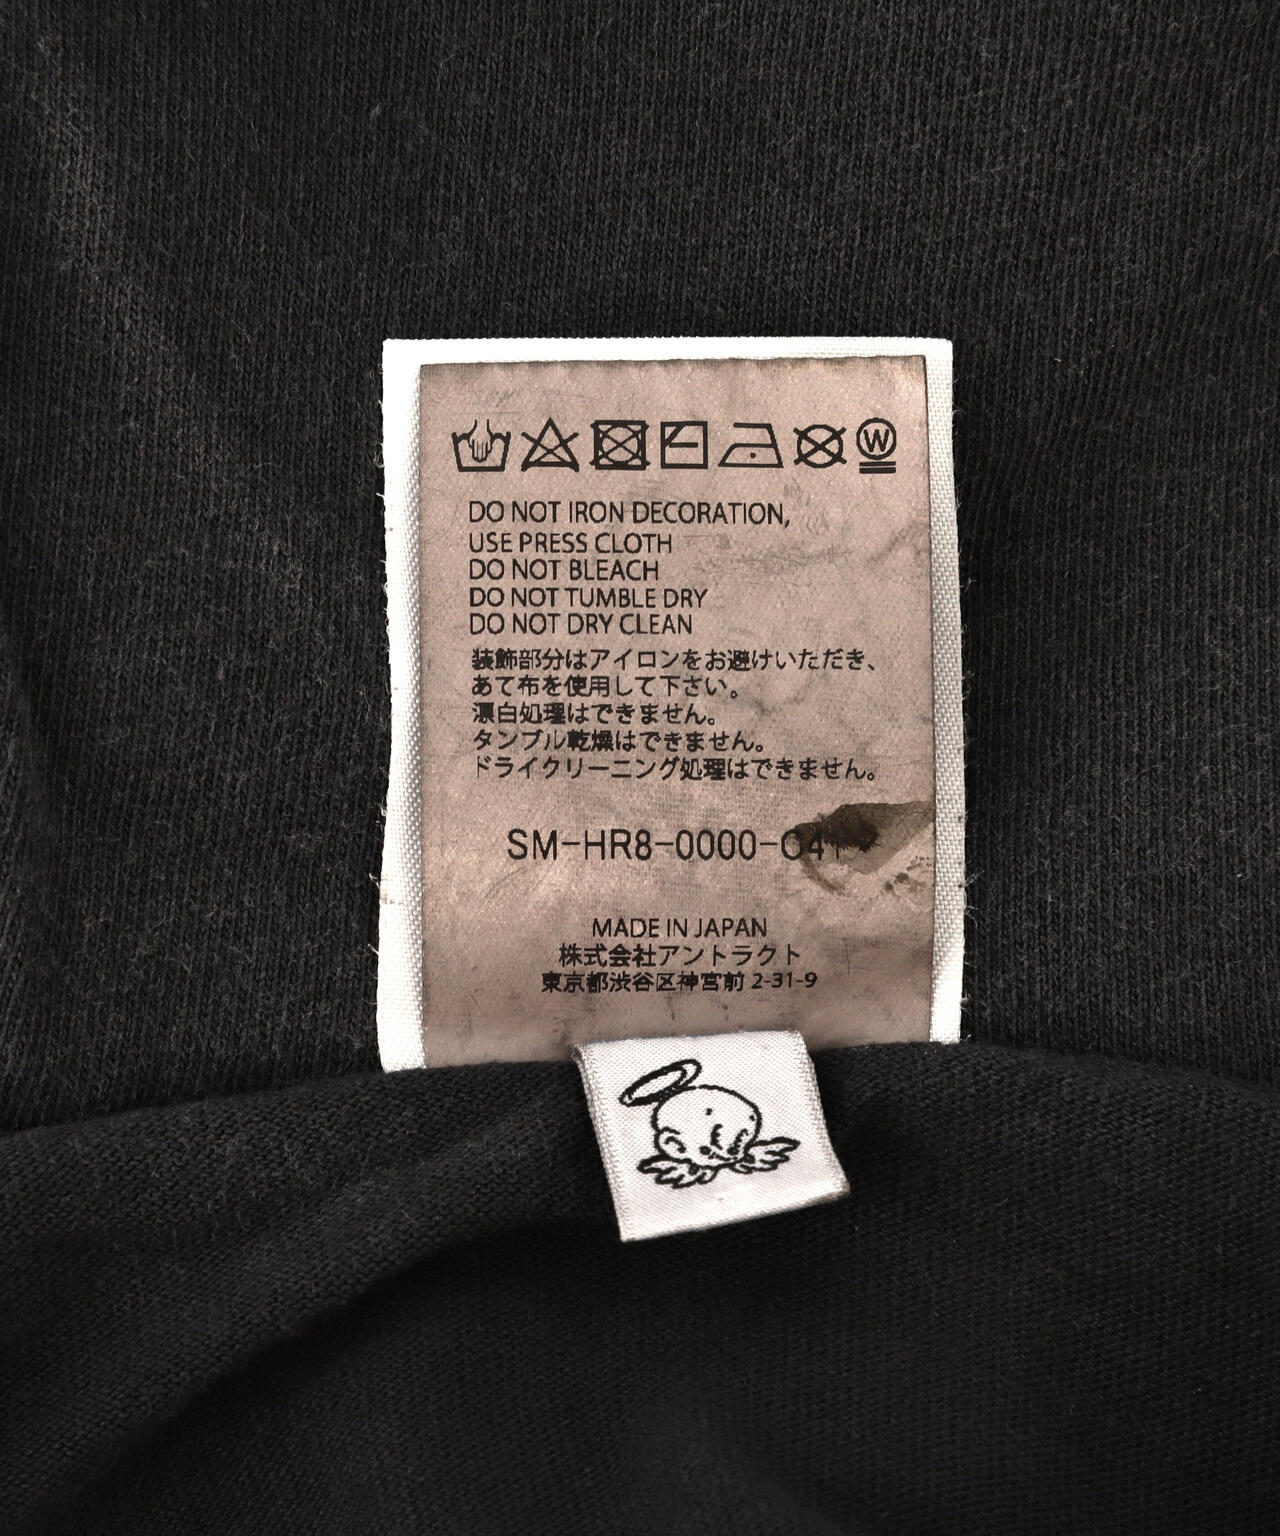 W
DO NOT IRON DECORATION,
USE PRESS CLOTH
DO NOT BLEACH
DO NOT TUMBLE DRY
DO NOT DRY CLEAN
装飾部分はアイロンをお避けいただき、
あて布を使用して下さい。
漂白処理はできません。
タンブル乾燥はできません。
ドライクリーニング処理はできません。
SM-HR8-0000-
MADE IN JAPAN
株式会社アントラクト
東京都渋谷区神宮前 2-31-9